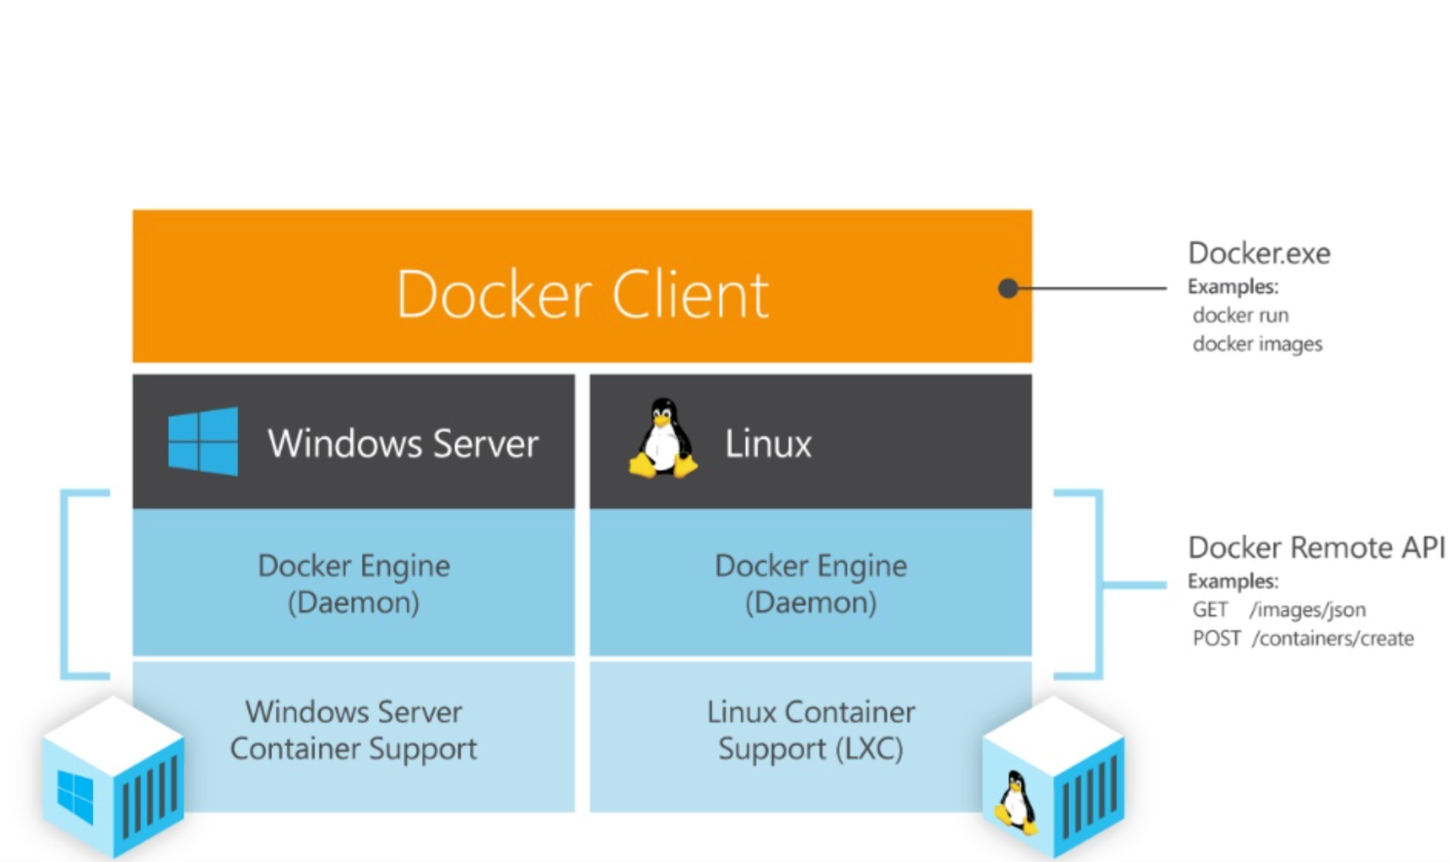 Docker Client
Docker.exe
Examples:
docker run
docker images
Windows Server
Linux
Docker Engine
(Daemon)
Docker Engine
(Daemon)
Docker Remote API
Examples:
GET /images/json
POST /containers/create
Windows Server
Container Support
Linux Container
Support (LXC)